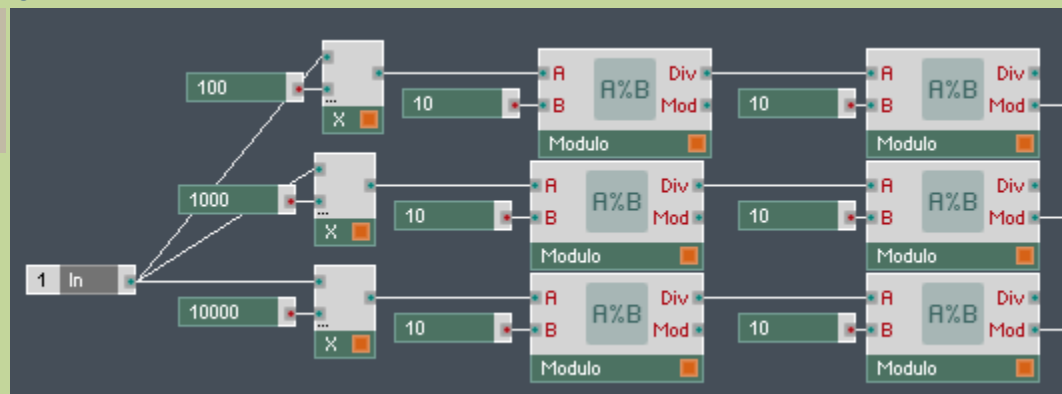 A Div A Div
100 A%B A%B
10 B Mod 10 B Mod
X Modulo Modulo
A Div A Div
1000 A%B A%B
10 B Mod 10 B Mod
X Modulo Modulo
1 In
A Div A Div
10000 A%B A%B
10 B Mod 10 B Mod
X Modulo Modulo